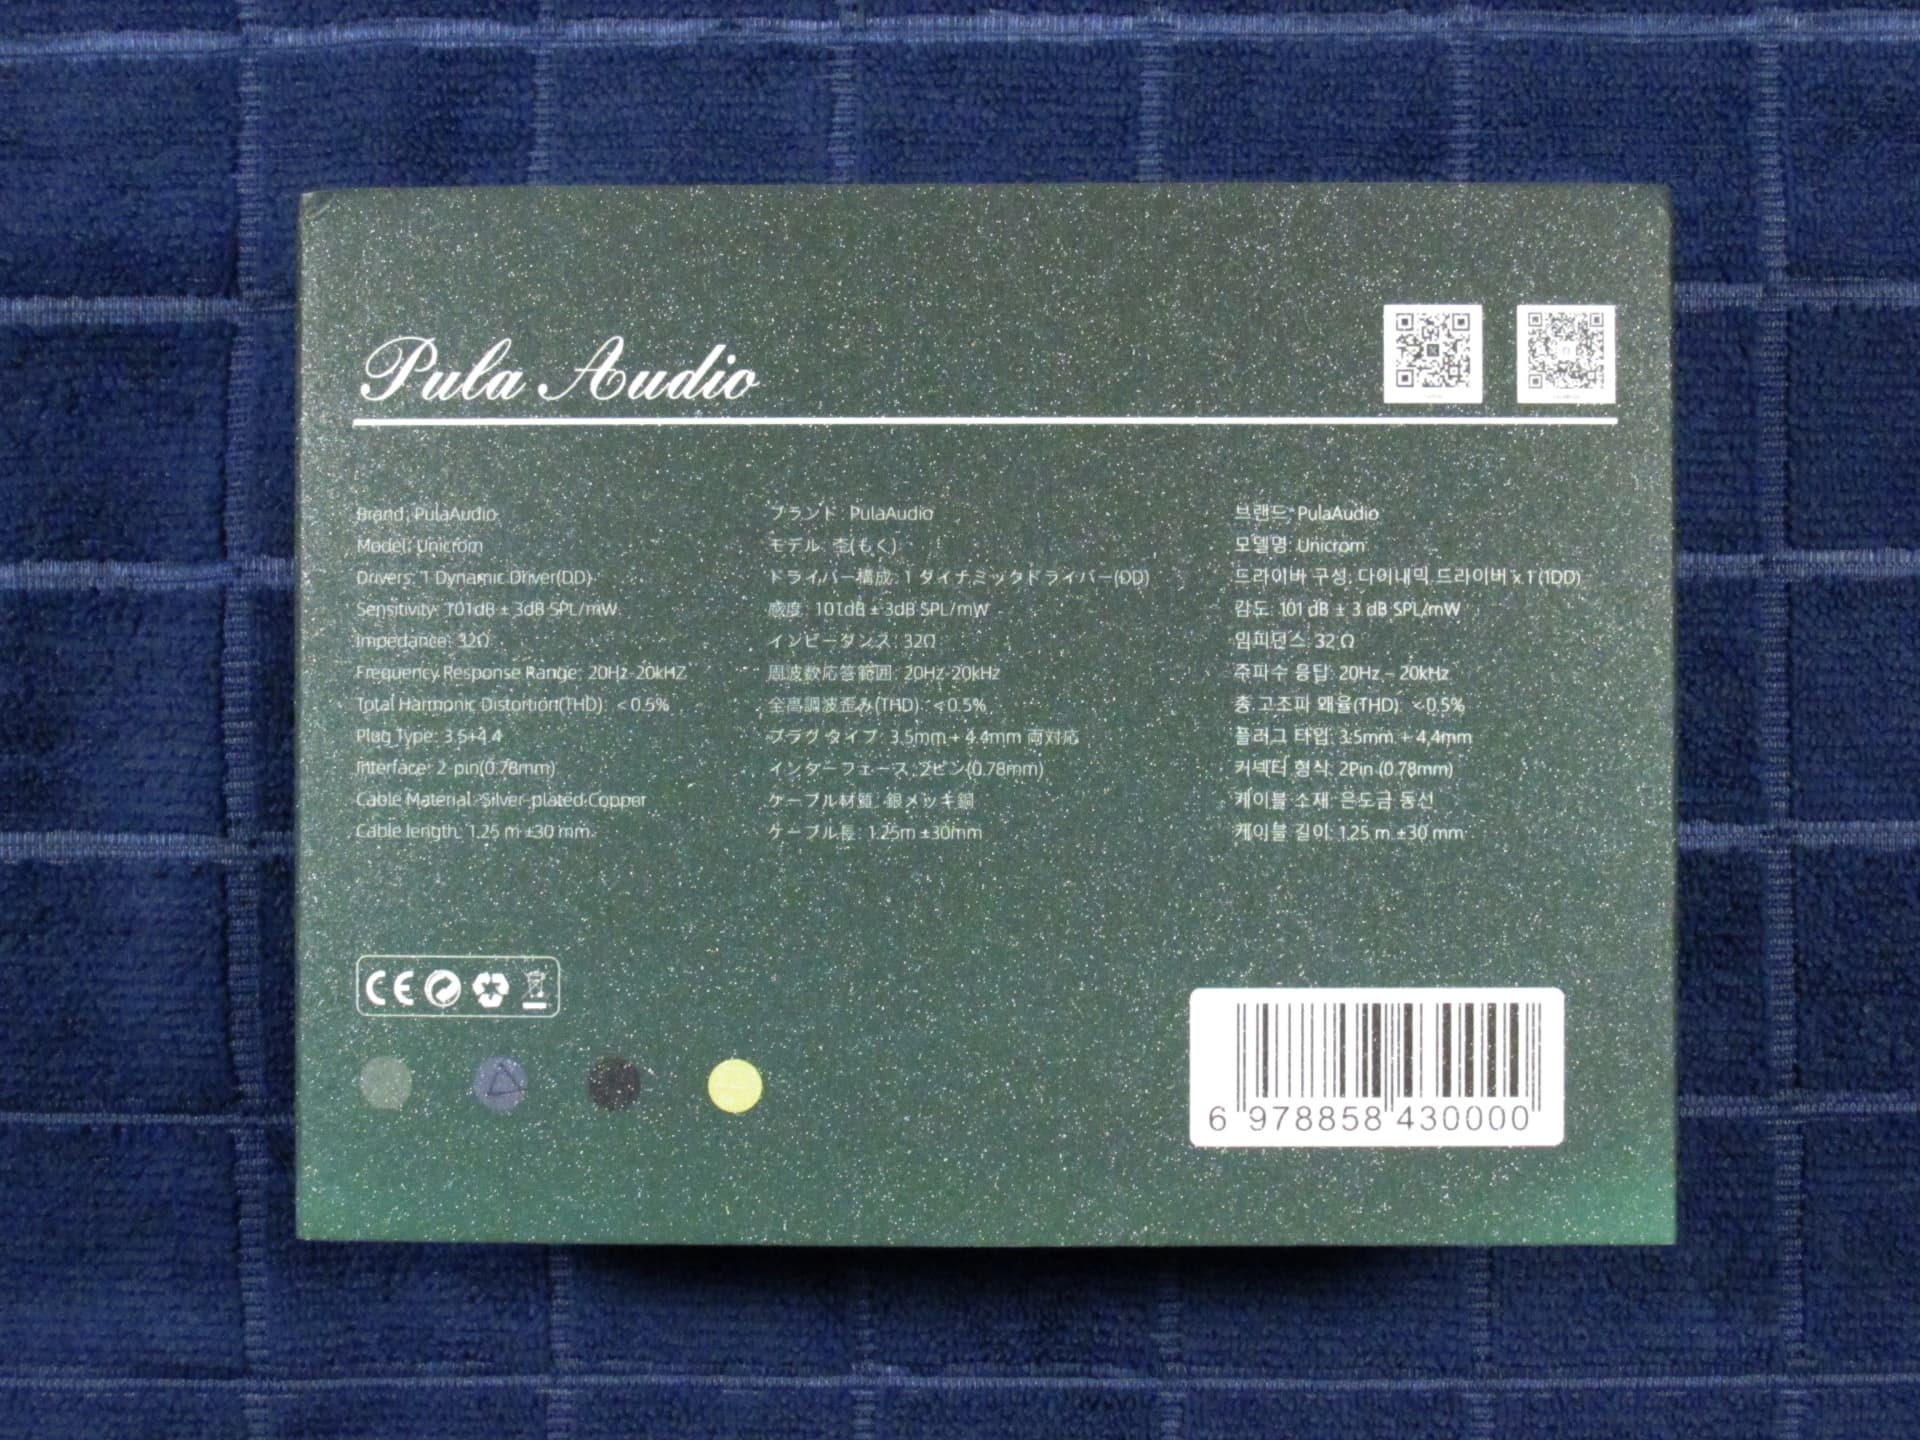 Pula Audio
Brand: PulaAudio
Model: Unicrom
Drivers: 1 Dynamic Driver(DD)
Sensitivity: 101dB ± 3dB SPL/mW
Impedance: 32Ω
Frequency Response Range: 20Hz-20kHZ
Total Harmonic Distortion(THD): <0.5%
Plug Type: 3.5+4.4
Interface: 2-pin(0.78mm)
Cable Material: Silver-plated Copper
Cable length: 1.25 m ±30 mm
ブランド: PulaAudio
モデル: (もく)
ドライバー構成: 1 ダイナミックドライバー(DD)
感度: 101dB ± 3dB SPL/mW
インピーダンス: 32Ω
周波数応答範囲: 20Hz-20kHz
全高調波歪み(THD): <0.5%
プラグ タイプ: 3.5mm + 4.4mm 両対応
インターフェース: 2ピン(0.78mm)
ケーブル材質: 銀メッキ銅
ケーブル長: 1.25m ±30mm
브랜드: PulaAudio
모델명: Unicrom
드라이버 구성: 다이내믹 드라이버 x 1 (1DD)
감도: 101 dB ± 3 dB SPL/mW
임피던스: 32 Ω
주파수 응답: 20Hz – 20kHz
총 고조파 왜율(THD): <0.5%
플러그 타입: 3.5mm + 4.4mm
커넥터 형식: 2Pin (0.78mm)
케이블 소재: 은도금 동선
케이블 길이: 1.25 m ±30 mm
CE
6 978858 430000